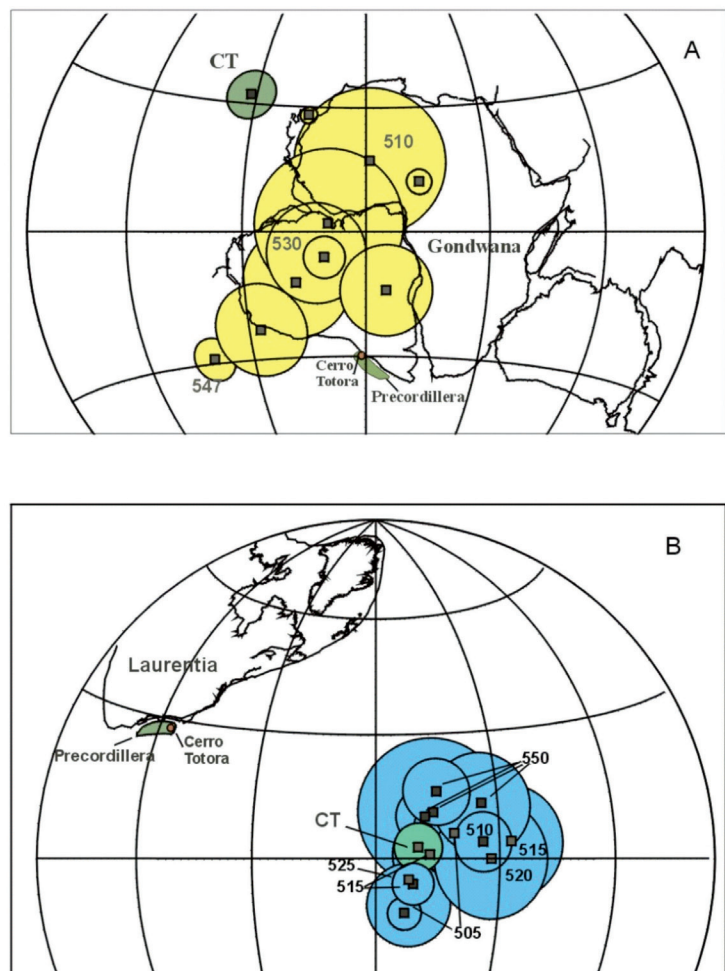 A
CT
510
530
Gondwana
547
Cerro
Totora
Precordillera
B
Laurentia
Precordillera
Cerro
Totora
550
CT
510
515
525
520
515
505